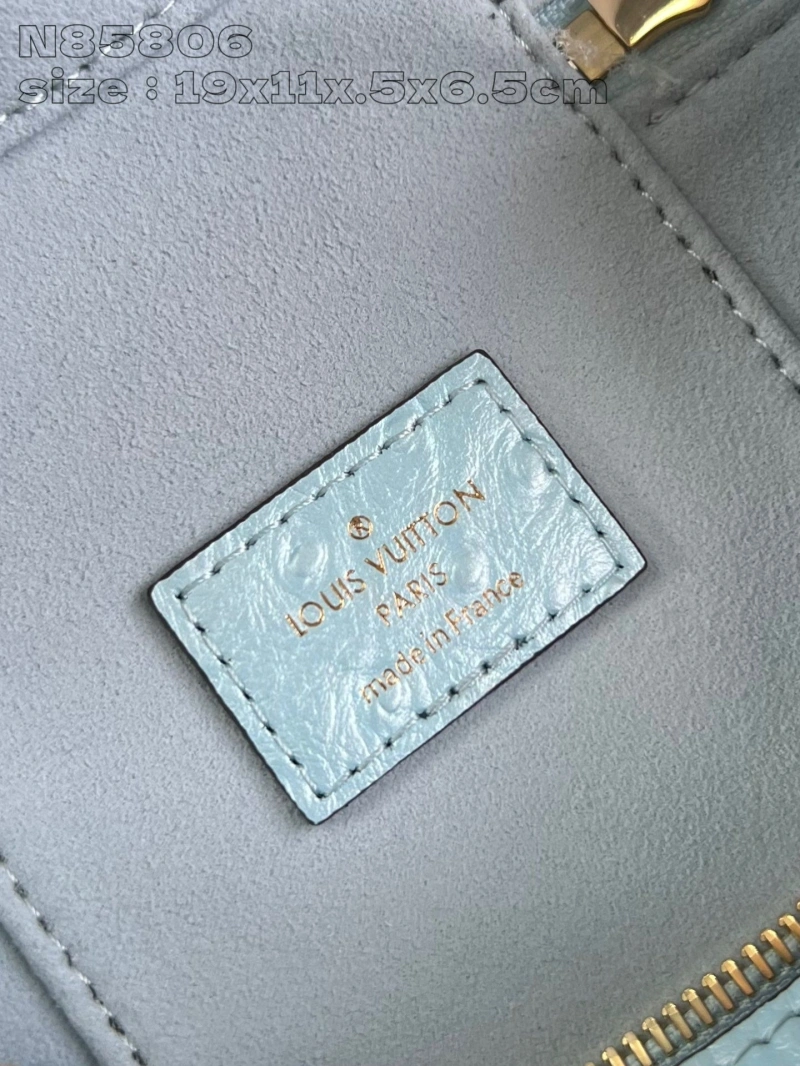 N85806
size : 19x11x.5x6.5cm
®
LOUIS VUITTON
PARIS
made in France